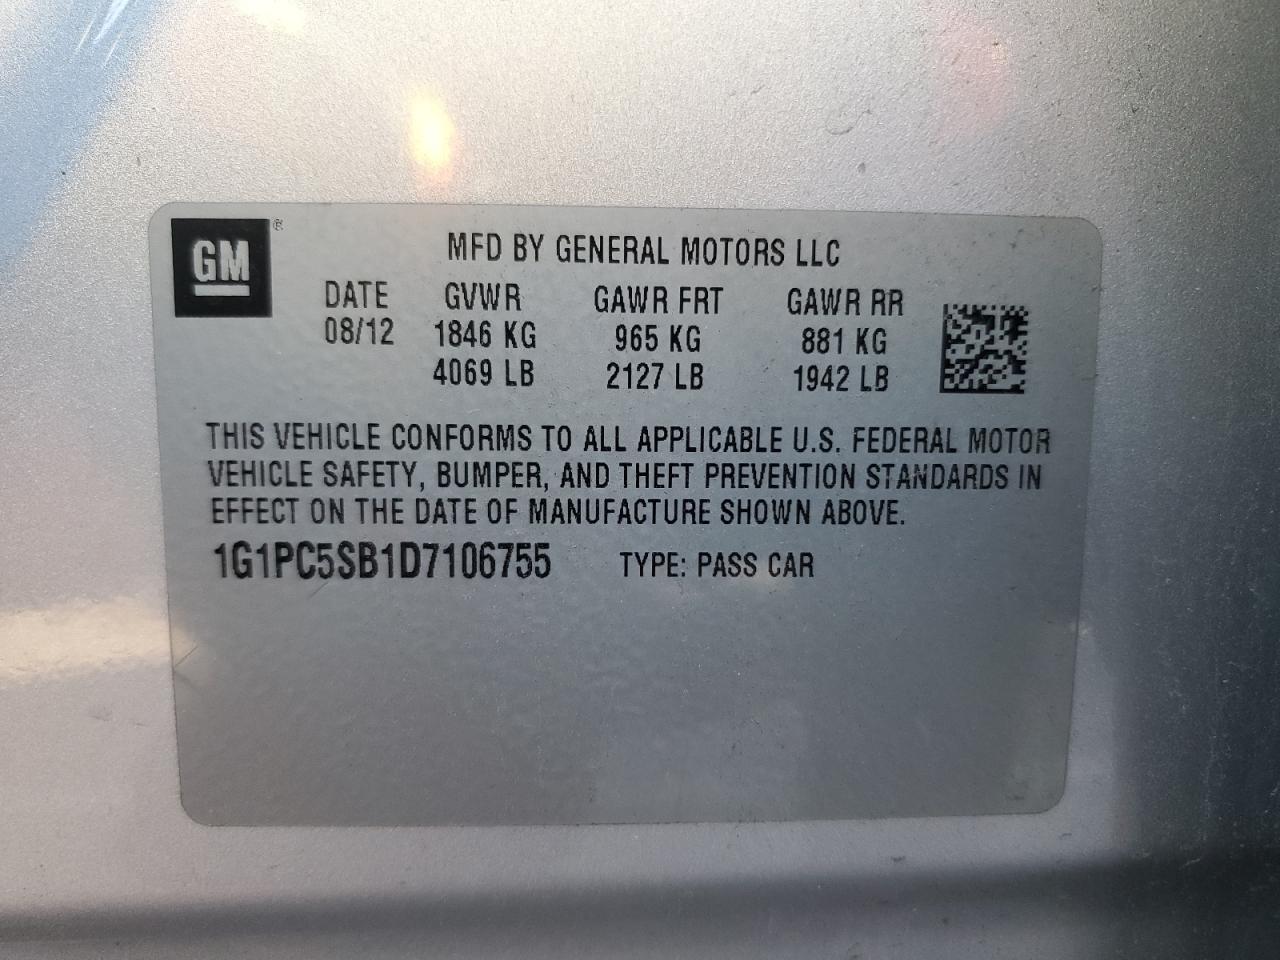 GM ®
MFD BY GENERAL MOTORS LLC
DATE GVWR GAWR FRT GAWR RR
08/12 1846 KG 965 KG 881 KG
4069 LB 2127 LB 1942 LB
THIS VEHICLE CONFORMS TO ALL APPLICABLE U.S. FEDERAL MOTOR
VEHICLE SAFETY, BUMPER, AND THEFT PREVENTION STANDARDS IN
EFFECT ON THE DATE OF MANUFACTURE SHOWN ABOVE.
1G1PC5SB1D7106755 TYPE: PASS CAR